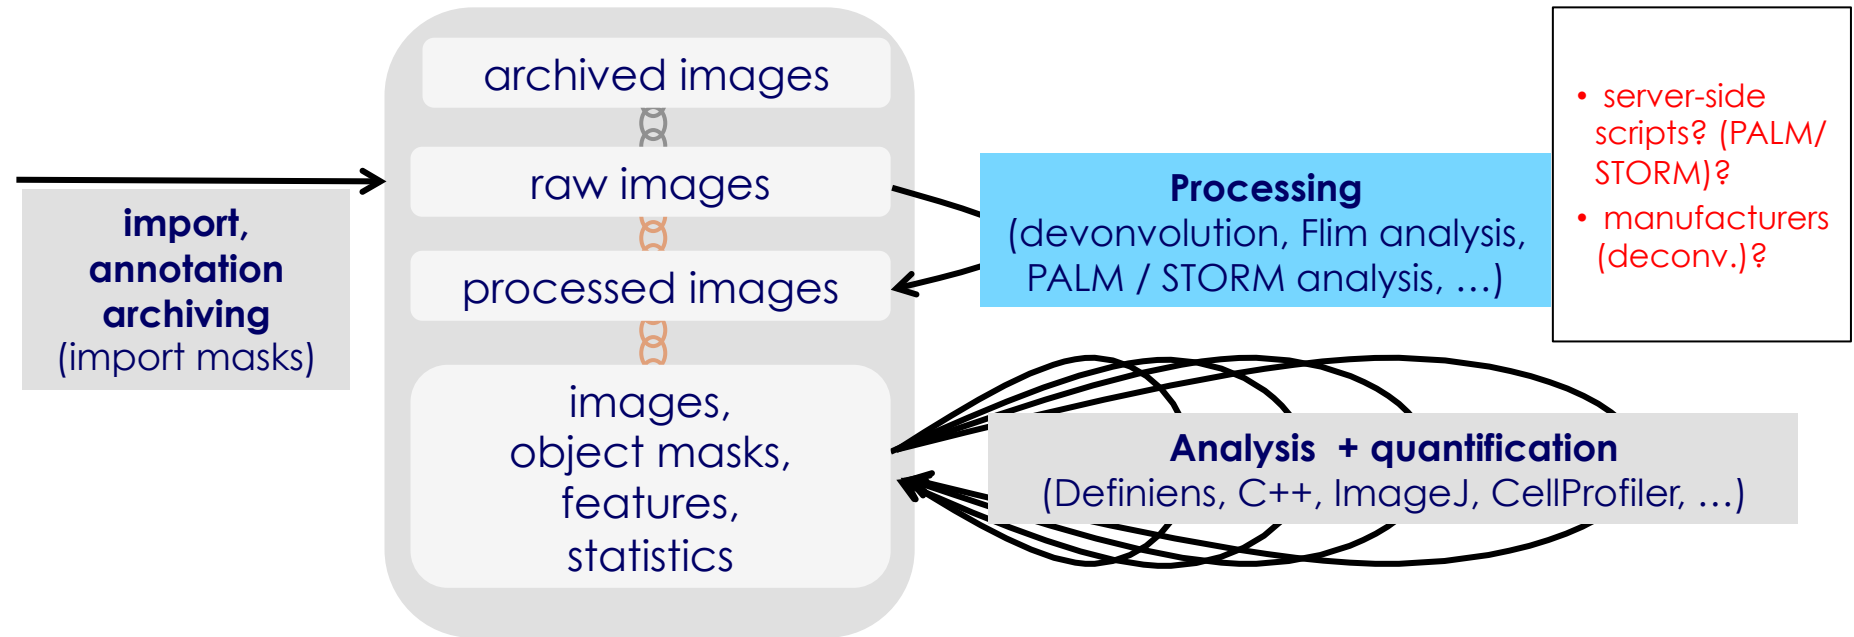 archived images
raw images
processed images
images,
object masks,
features,
statistics
import,
annotation
archiving
(import masks)
Processing
(devonvolution, Flim analysis,
PALM / STORM analysis, …)
• server-side
scripts? (PALM/
STORM)?
• manufacturers
(deconv.)?
Analysis + quantification
(Definiens, C++, ImageJ, CellProfiler, …)